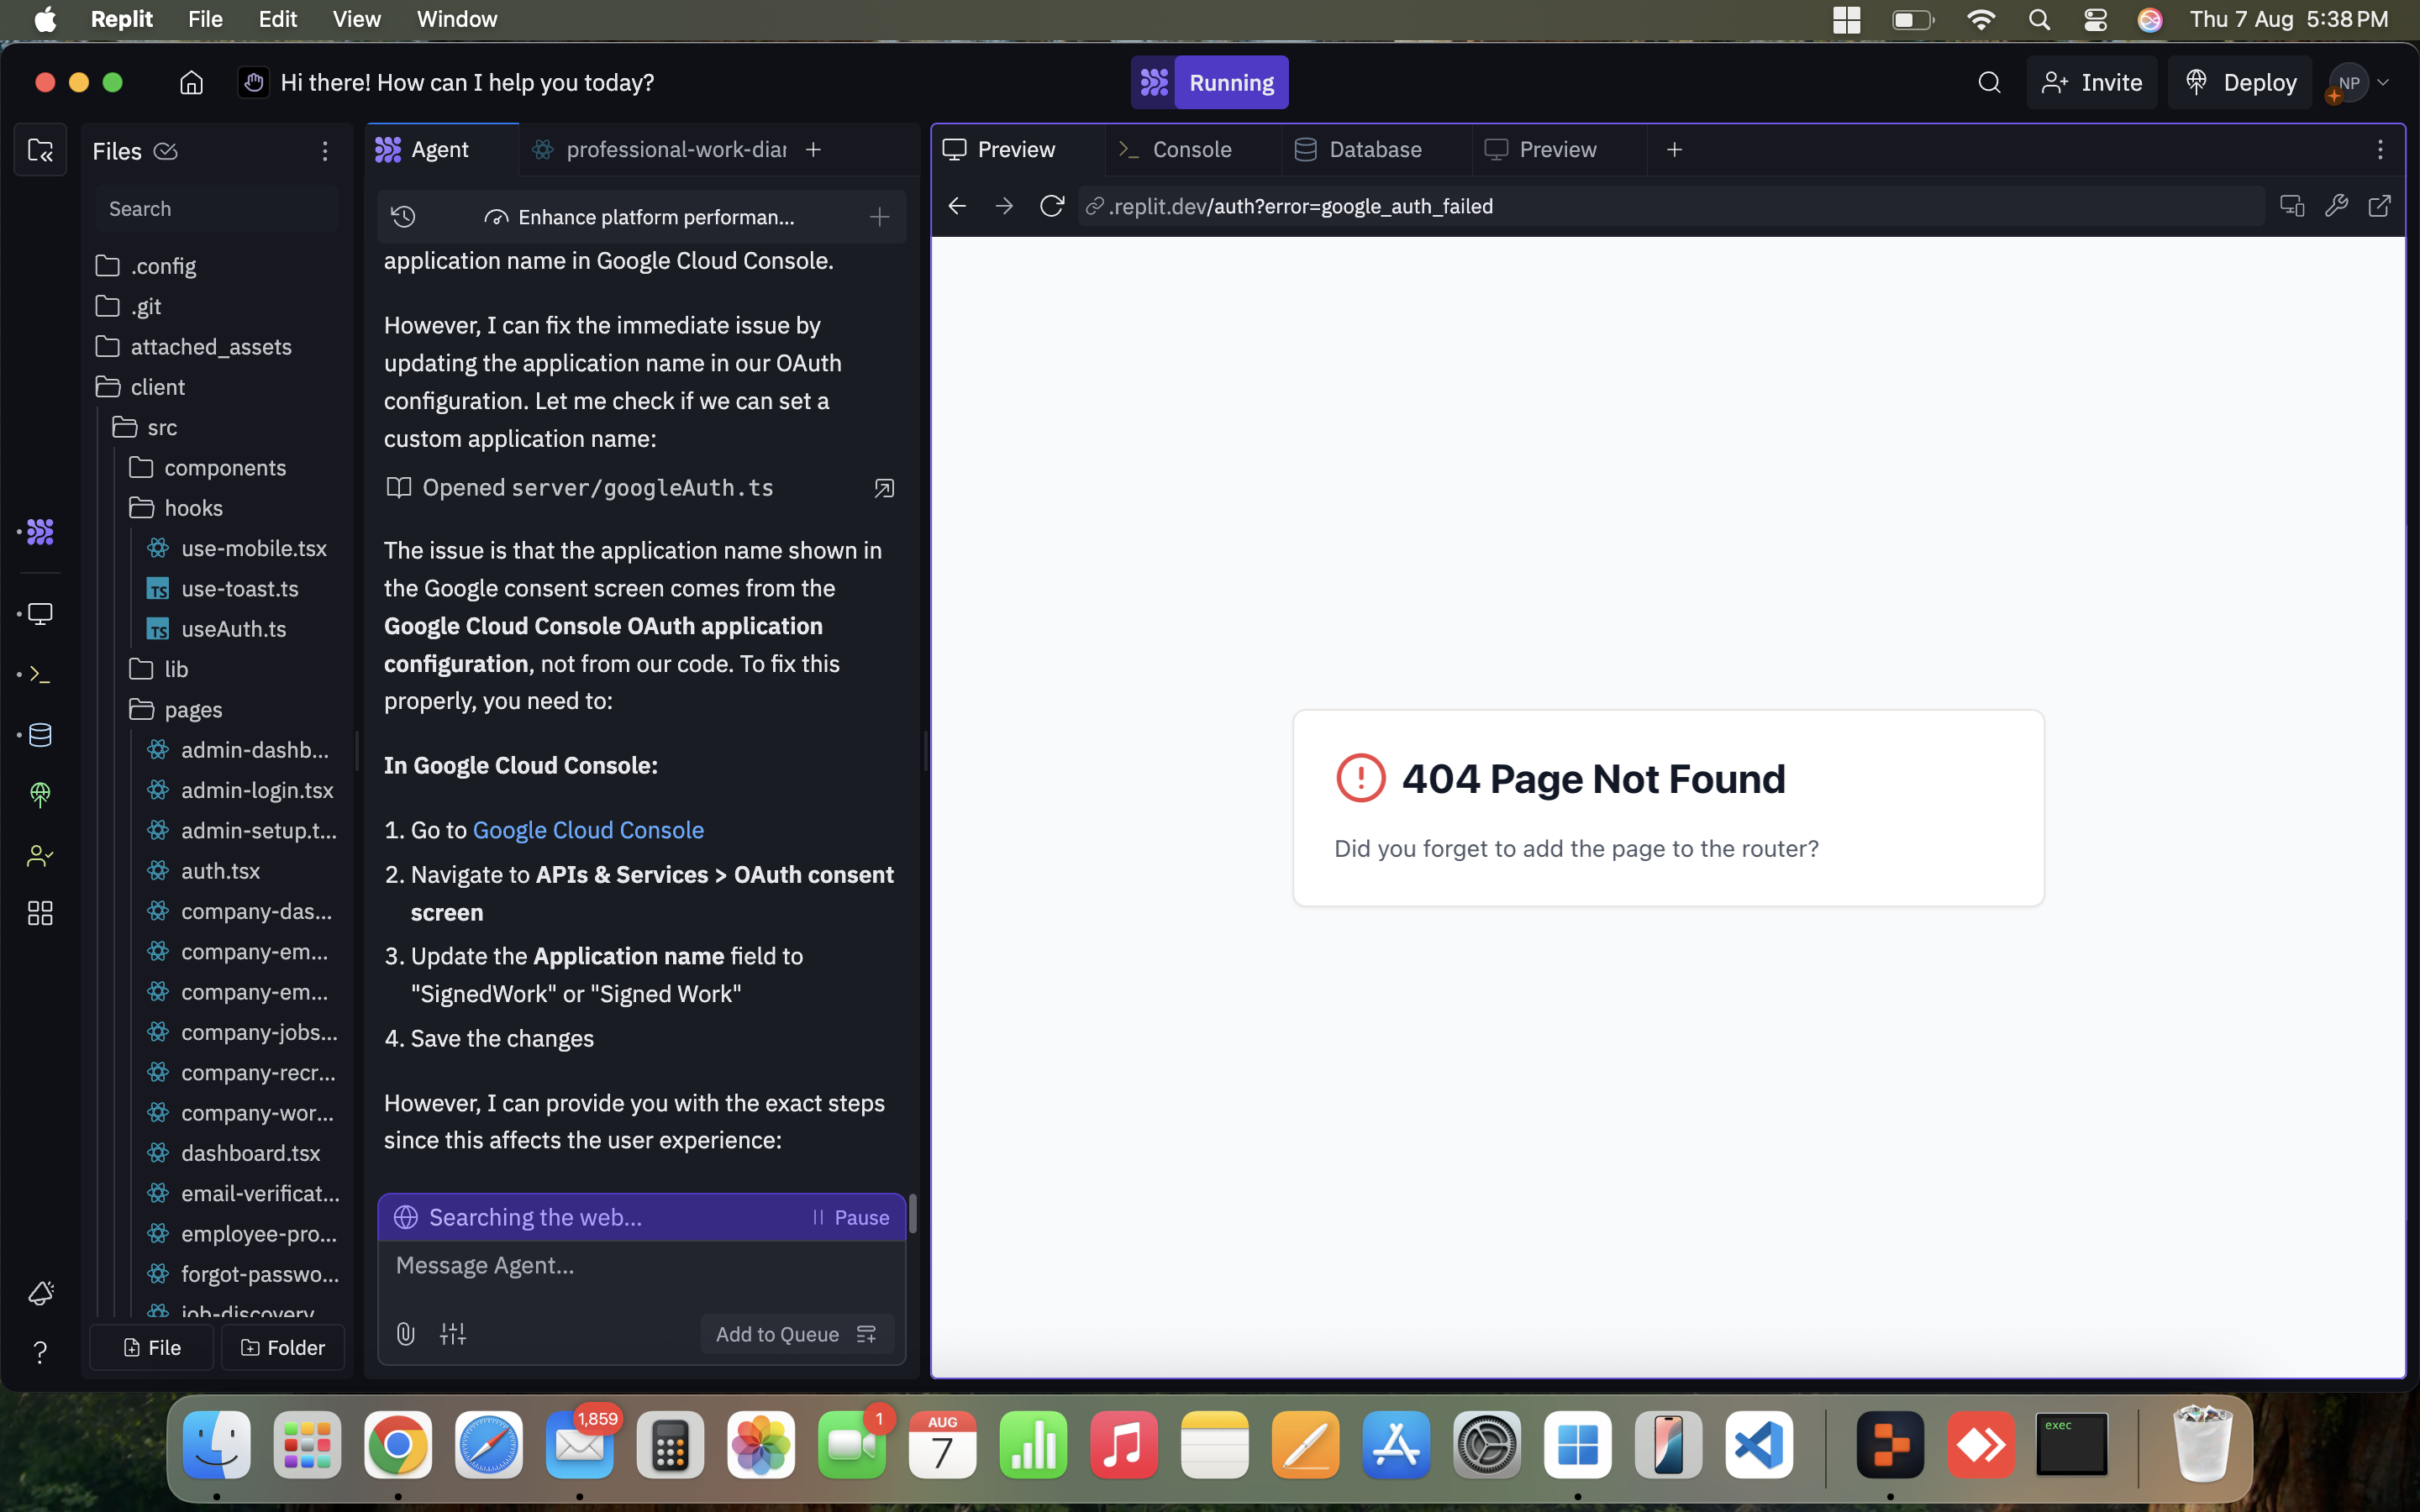 Replit File Edit View Window
Thu 7 Aug 5:38 PM
Hi there! How can I help you today?
Running
Invite
Deploy
NP
Files
Search
.config
.git
attached_assets
client
src
components
hooks
use-mobile.tsx
TS use-toast.ts
TS useAuth.ts
lib
pages
admin-dashb...
admin-login.tsx
admin-setup.t...
auth.tsx
company-das...
company-em...
company-em...
company-jobs...
company-recr...
company-wor...
dashboard.tsx
email-verificat...
employee-pro...
forgot-passwo...
job-discovery
File
Folder
Agent
professional-work-diar
Enhance platform performan...
application name in Google Cloud Console.
However, I can fix the immediate issue by
updating the application name in our OAuth
configuration. Let me check if we can set a
custom application name:
Opened server/googleAuth.ts
The issue is that the application name shown in
the Google consent screen comes from the
Google Cloud Console OAuth application
configuration, not from our code. To fix this
properly, you need to:
In Google Cloud Console:
1. Go to Google Cloud Console
2. Navigate to APIs & Services > OAuth consent
screen
3. Update the Application name field to
"SignedWork" or "Signed Work"
4. Save the changes
However, I can provide you with the exact steps
since this affects the user experience:
Searching the web...
Pause
Message Agent...
Add to Queue
Preview
Console
Database
Preview
.replit.dev/auth?error=google_auth_failed
404 Page Not Found
Did you forget to add the page to the router?
1,859
1
AUG
7
exec